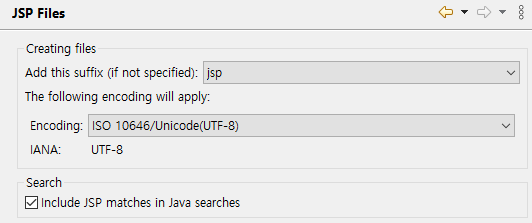 JSP Files
Creating files
Add this suffix (if not specified): jsp
The following encoding will apply:
Encoding: ISO 10646/Unicode(UTF-8)
IANA: UTF-8
Search
Include JSP matches in Java searches